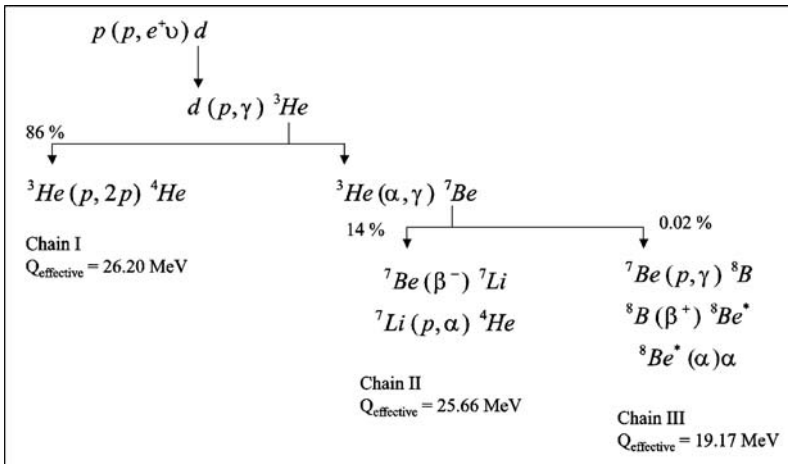 p (p, e⁺υ) d
d (p, γ) ³He
86 %
³He (p, 2p) ⁴He
³He (α, γ) ⁷Be
Chain I
Q_effective = 26.20 MeV
14 %
0.02 %
⁷Be (β⁻) ⁷Li
⁷Li (p, α) ⁴He
⁷Be (p, γ) ⁸B
⁸B (β⁺) ⁸Be*
⁸Be* (α)α
Chain II
Q_effective = 25.66 MeV
Chain III
Q_effective = 19.17 MeV